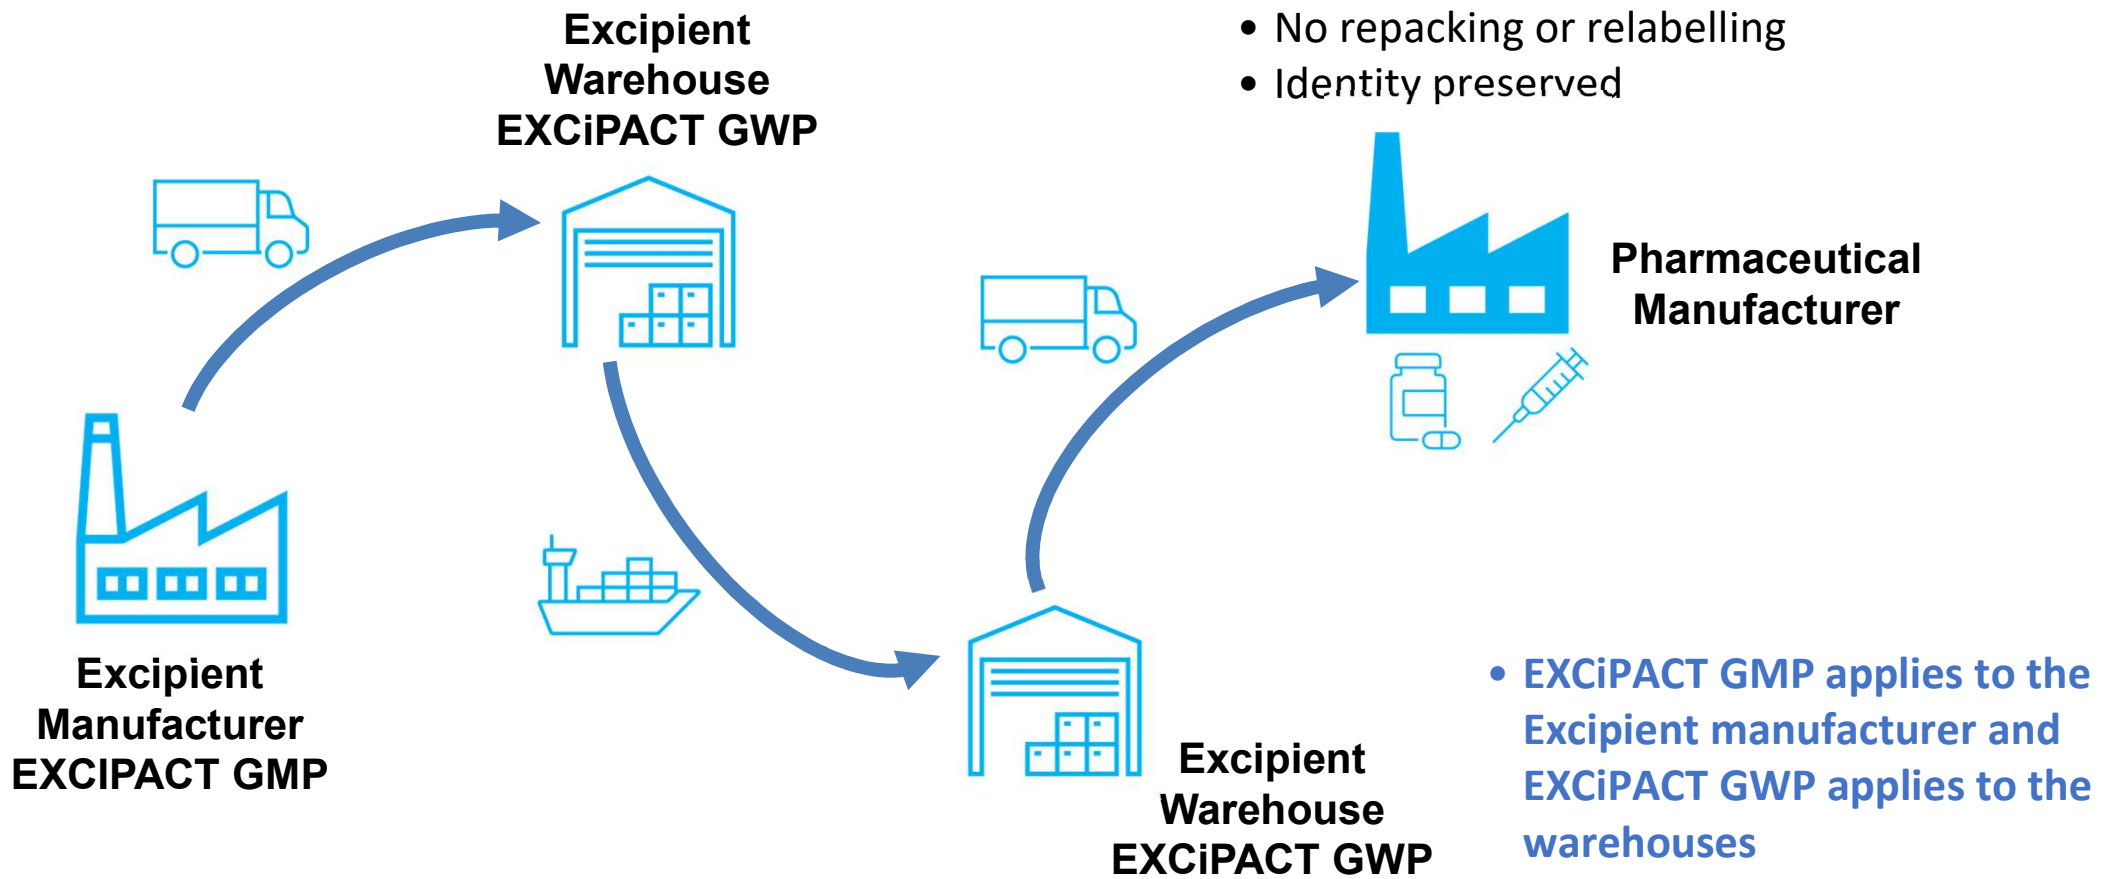 Excipient
Warehouse
EXCiPACT GWP
• No repacking or relabelling
• Identity preserved
Pharmaceutical
Manufacturer
Excipient
Manufacturer
EXCIPACT GMP
Excipient
Warehouse
EXCiPACT GWP
• EXCiPACT GMP applies to the
Excipient manufacturer and
EXCiPACT GWP applies to the
warehouses